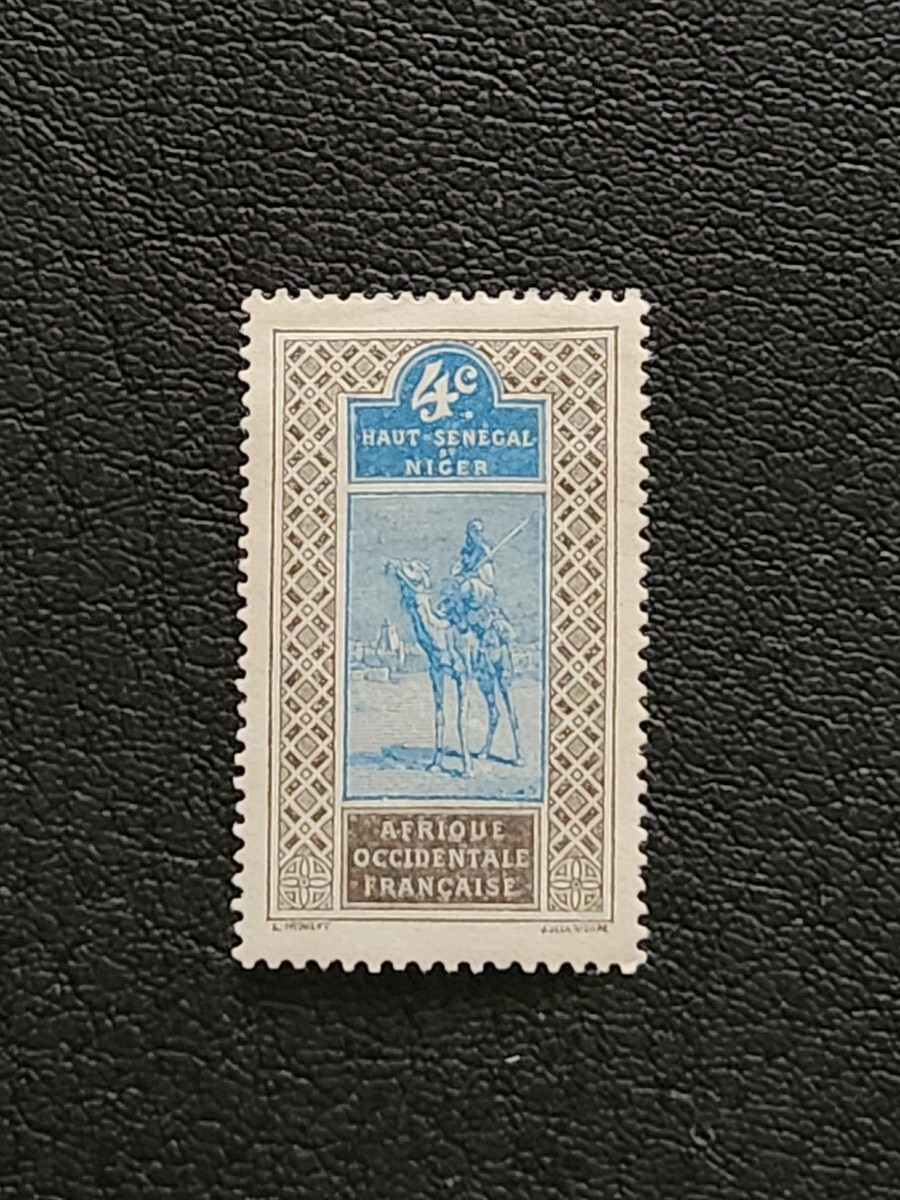 4c.
HAUT-SENEGAL
ET
NIGER
AFRIQUE
OCCIDENTALE
FRANÇAISE